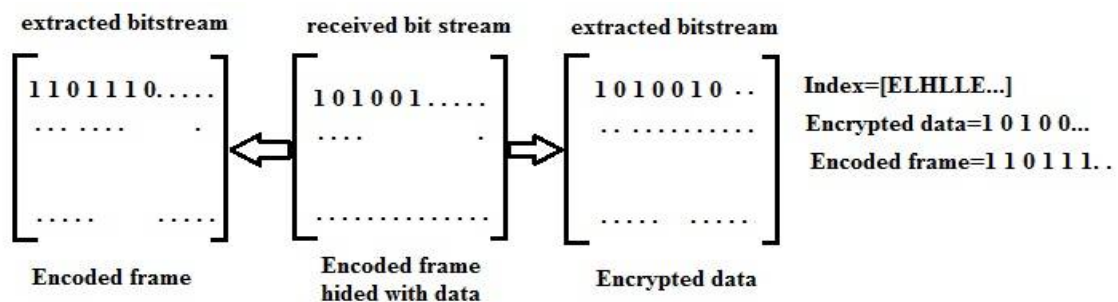 extracted bitstream
1 1 0 1 1 1 0 . . . . .
. . . . . . . .
. . . . . . . . . .
Encoded frame
received bit stream
1 0 1 0 0 1 . . . . .
. . . . .
. . . . . . . . . . . . . .
Encoded frame
hided with data
extracted bitstream
1 0 1 0 0 1 0 . .
. . . . . . . . . . .
. . . . . . . . . .
Encrypted data
Index=[ELHLLE...]
Encrypted data=1 0 1 0 0...
Encoded frame=1 1 0 1 1 1. .